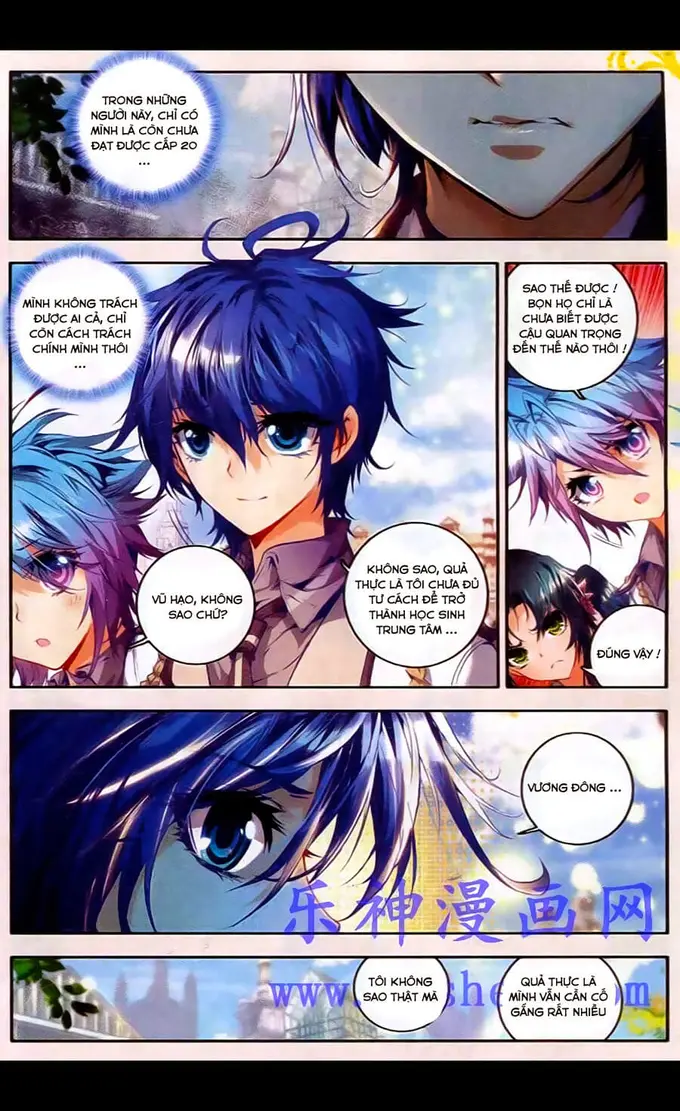 TRONG NHỮNG
NGƯỜI NÀY, CHỈ CÓ
MÌNH LÀ CÒN CHƯA
ĐẠT ĐƯỢC CẤP 20
...
MÌNH KHÔNG TRÁCH
ĐƯỢC AI CẢ, CHỈ
CÒN CÁCH TRÁCH
CHÍNH MÌNH THÔI
...
VŨ HẠO, KHÔNG
SAO CHỨ?
KHÔNG SAO, QUẢ
THỰC LÀ TÔI CHƯA ĐỦ
TƯ CÁCH ĐỂ TRỞ
THÀNH HỌC SINH
TRUNG TÂM ...
SAO THẾ ĐƯỢC !
BỌN HỌ CHỈ LÀ
CHƯA BIẾT ĐƯỢC
CẬU QUAN TRỌNG
ĐẾN THẾ NÀO THÔI !
ĐÚNG VẬY !
VƯƠNG ĐÔNG ...
乐神漫画网
TÔI KHÔNG
SAO THẬT MÀ
QUẢ THỰC LÀ
MÌNH VẪN CẦN CỐ
GẮNG RẤT NHIỀU